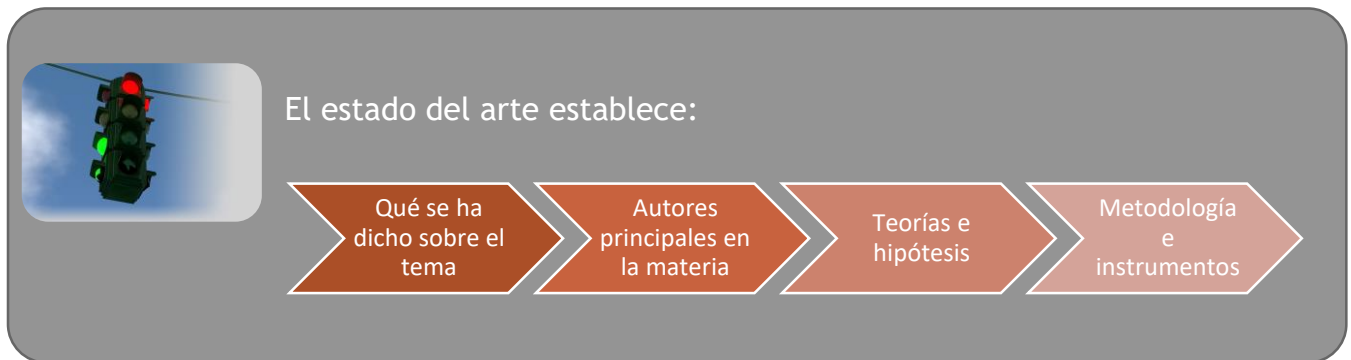 El estado del arte establece:
Qué se ha
dicho sobre el
tema
Autores
principales en
la materia
Teorías e
hipótesis
Metodología
e
instrumentos